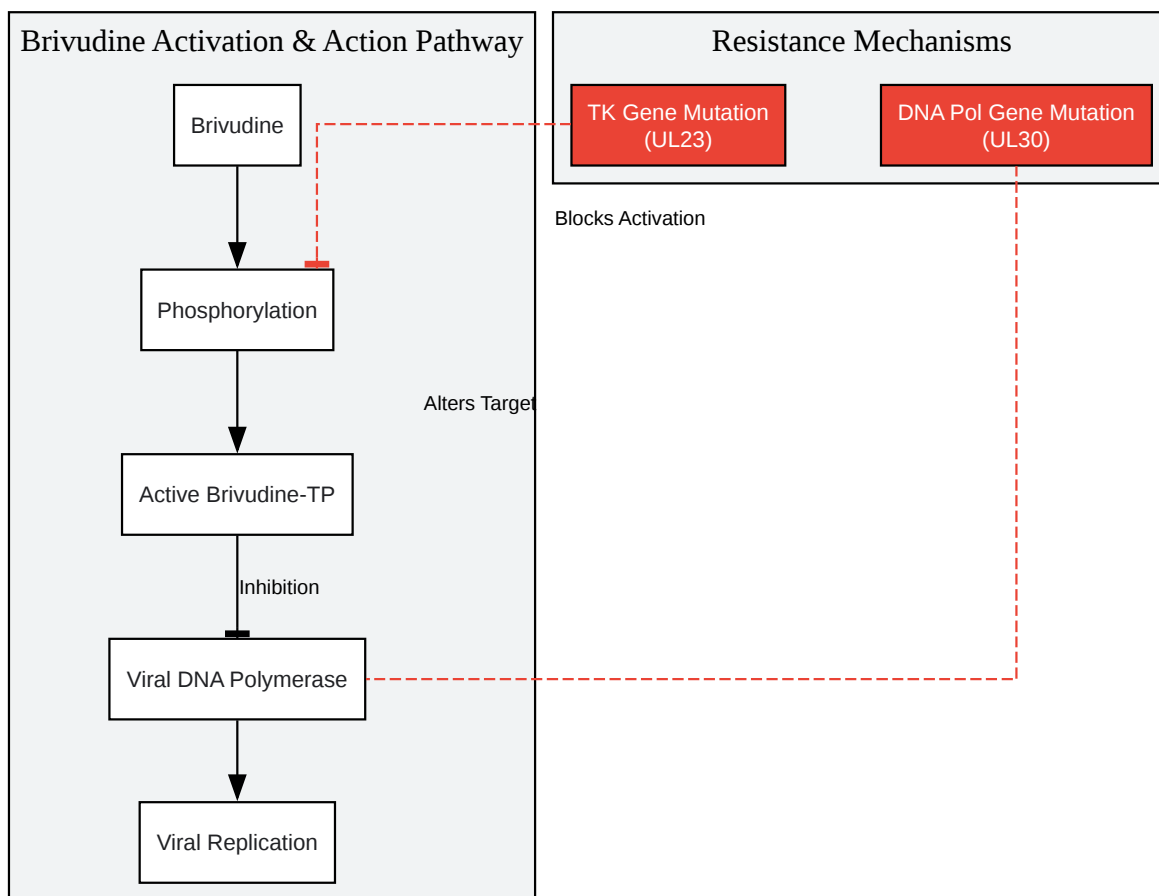 Brivudine Activation & Action Pathway
Resistance Mechanisms
Brivudine
TK Gene Mutation
(UL23)
DNA Pol Gene Mutation
(UL30)
Blocks Activation
Phosphorylation
Alters Target
Active Brivudine-TP
Inhibition
Viral DNA Polymerase
Viral Replication